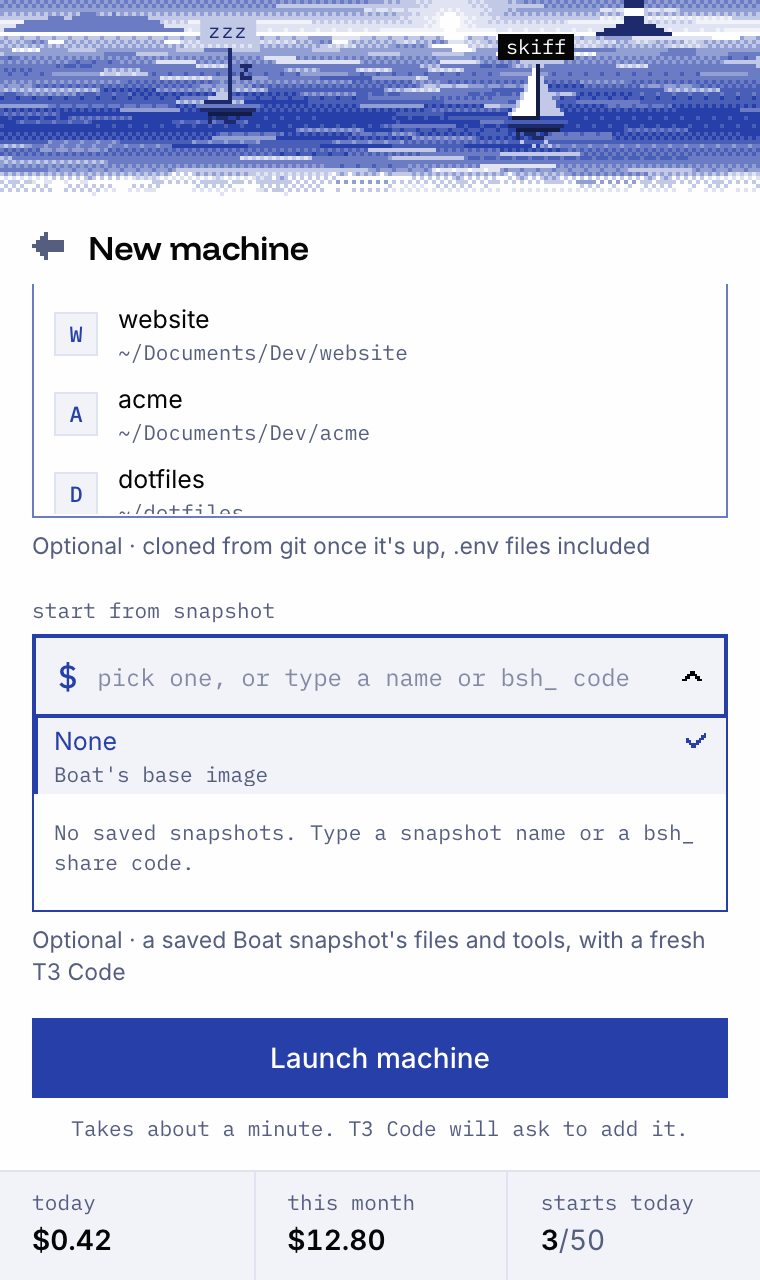 zzz
skiff
New machine
W
website
~/Documents/Dev/website
A
acme
~/Documents/Dev/acme
D
dotfiles
~/dotfiles
Optional · cloned from git once it's up, .env files included
start from snapshot
$ pick one, or type a name or bsh_ code
None
Boat's base image
No saved snapshots. Type a snapshot name or a bsh_
share code.
Optional · a saved Boat snapshot's files and tools, with a fresh
T3 Code
Launch machine
Takes about a minute. T3 Code will ask to add it.
today
$0.42
this month
$12.80
starts today
3/50